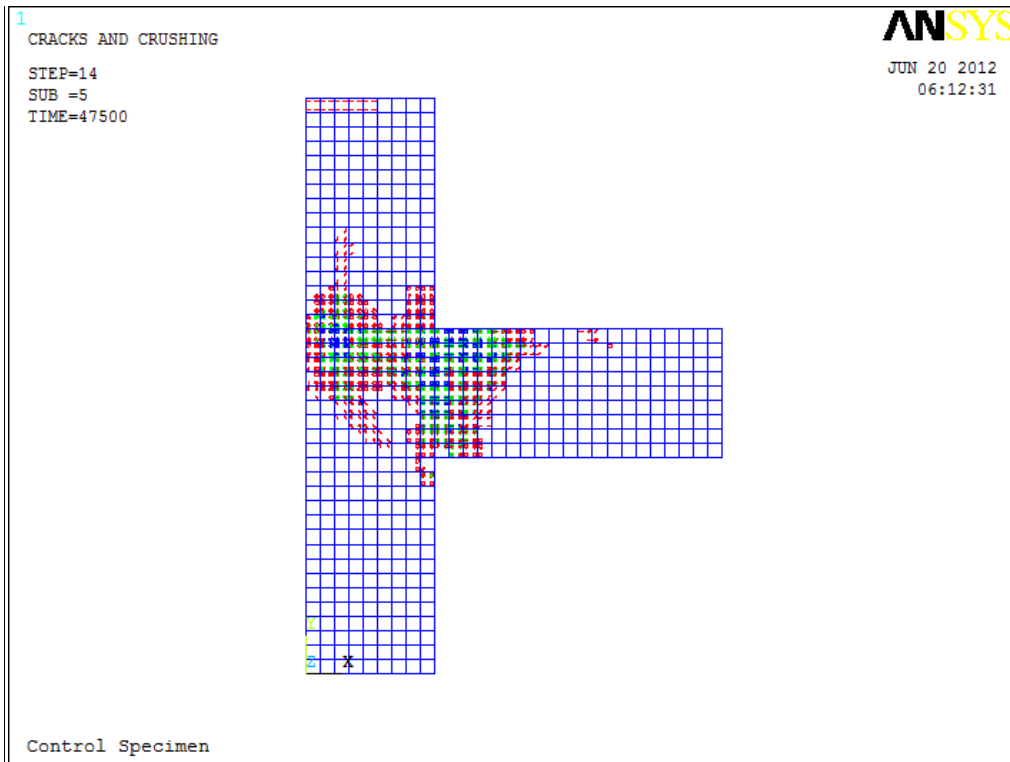 1
CRACKS AND CRUSHING
STEP=14
SUB =5
TIME=47500
ANSYS
JUN 20 2012
06:12:31
Y
Z X
Control Specimen